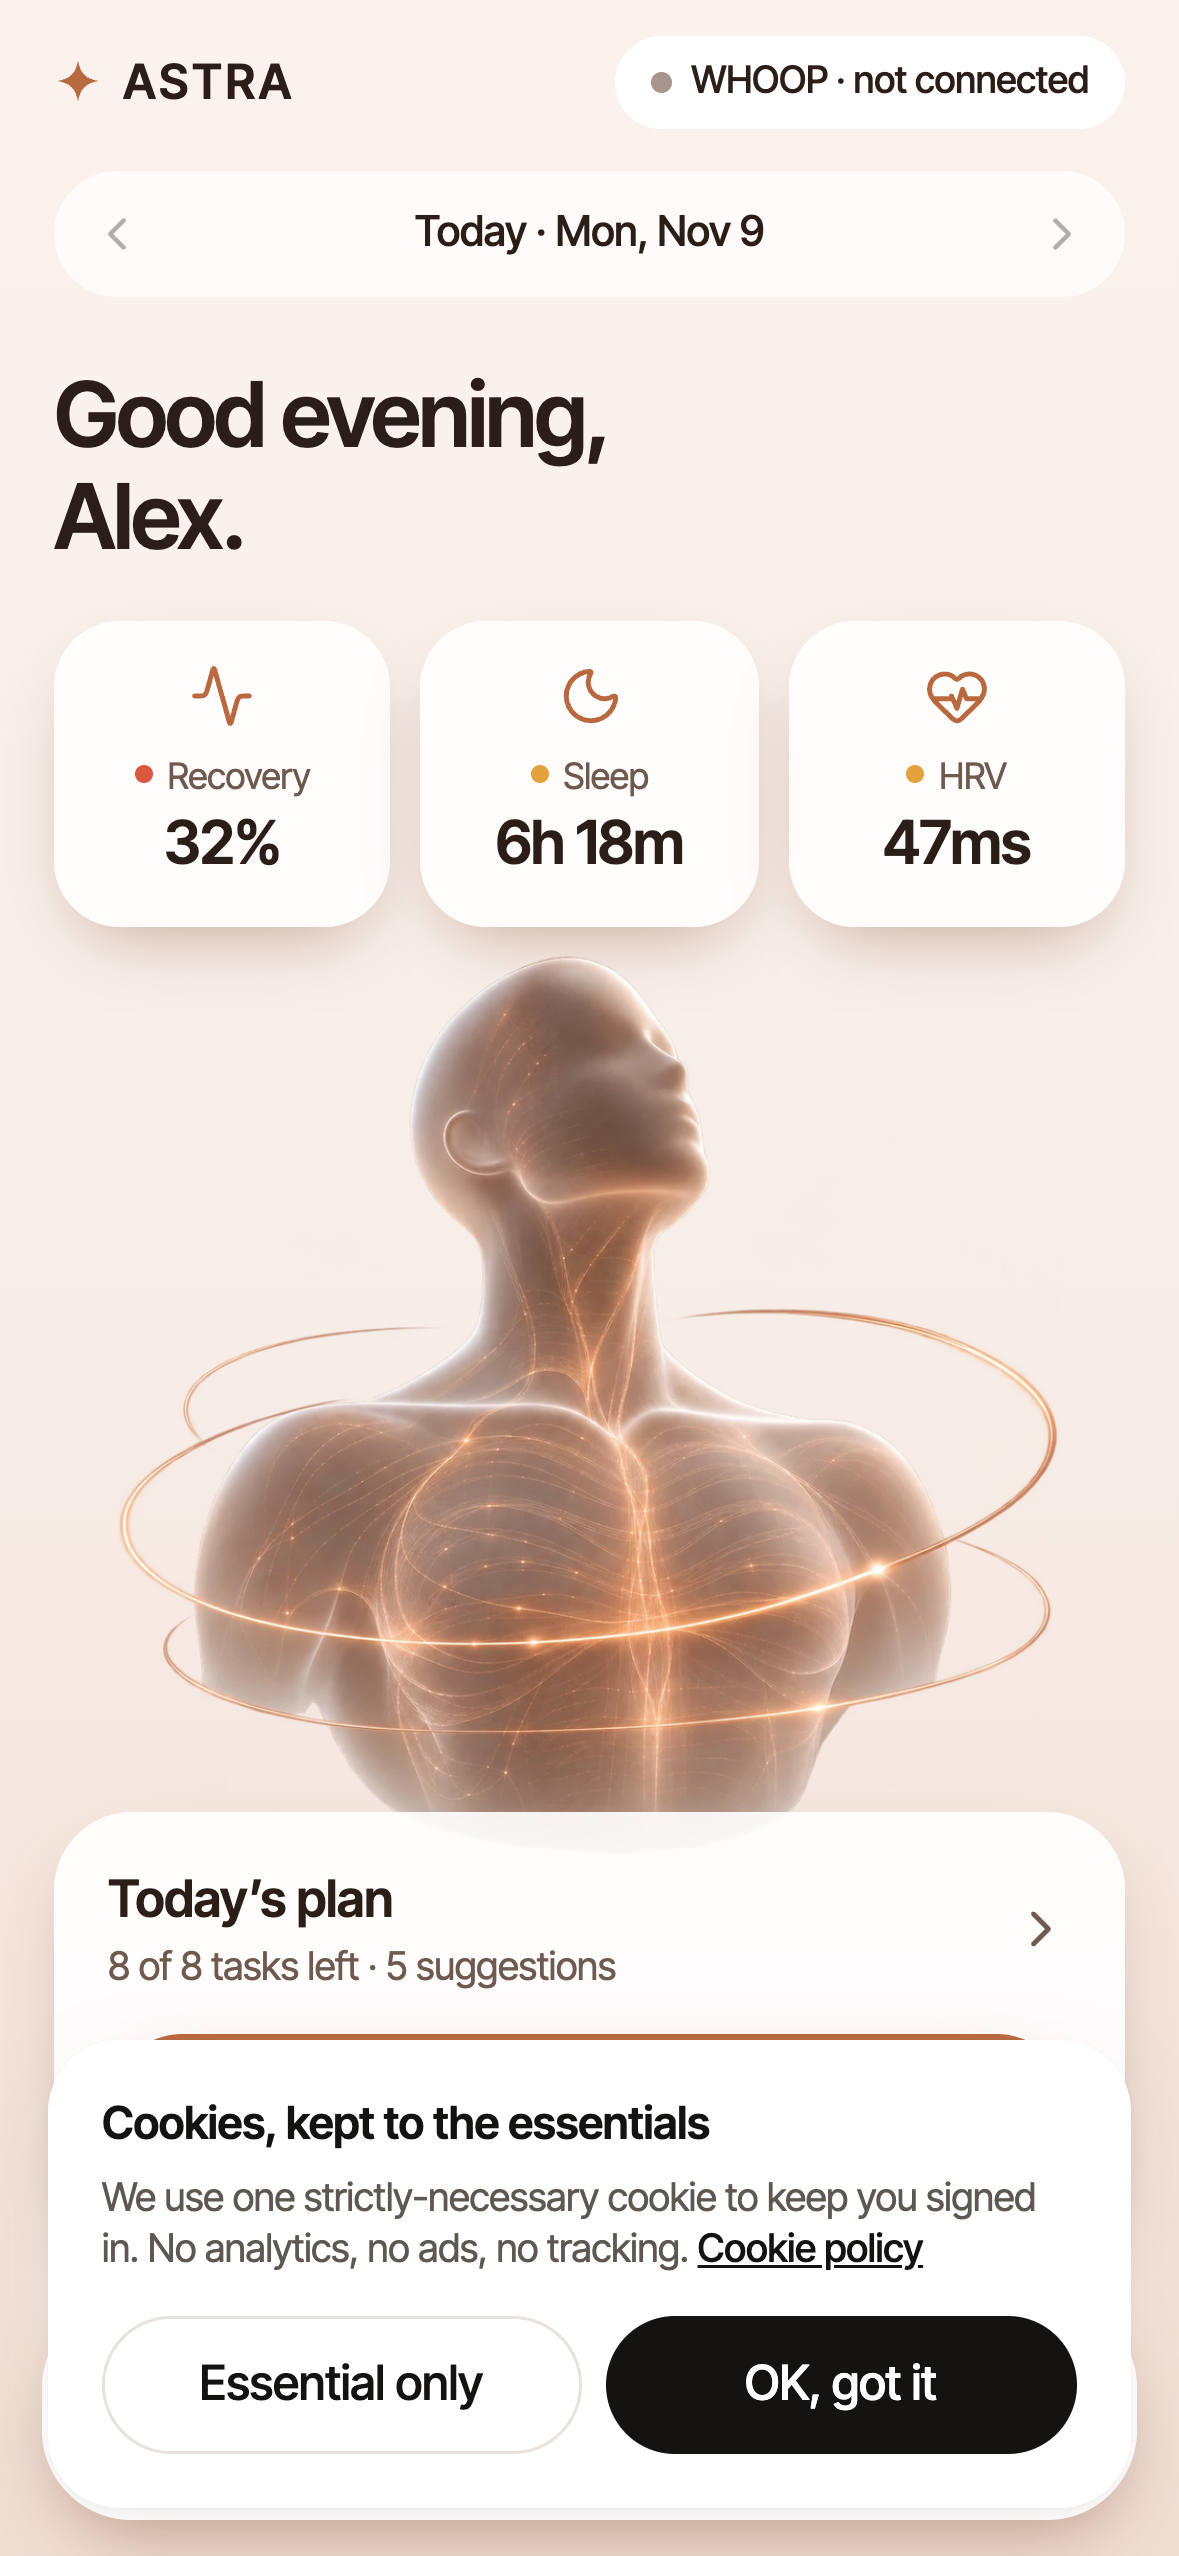 ASTRA
WHOOP · not connected
Today · Mon, Nov 9
Good evening,
Alex.
Recovery
32%
Sleep
6h 18m
HRV
47ms
Today’s plan
8 of 8 tasks left · 5 suggestions
Cookies, kept to the essentials
We use one strictly-necessary cookie to keep you signed
in. No analytics, no ads, no tracking. Cookie policy
Essential only
OK, got it